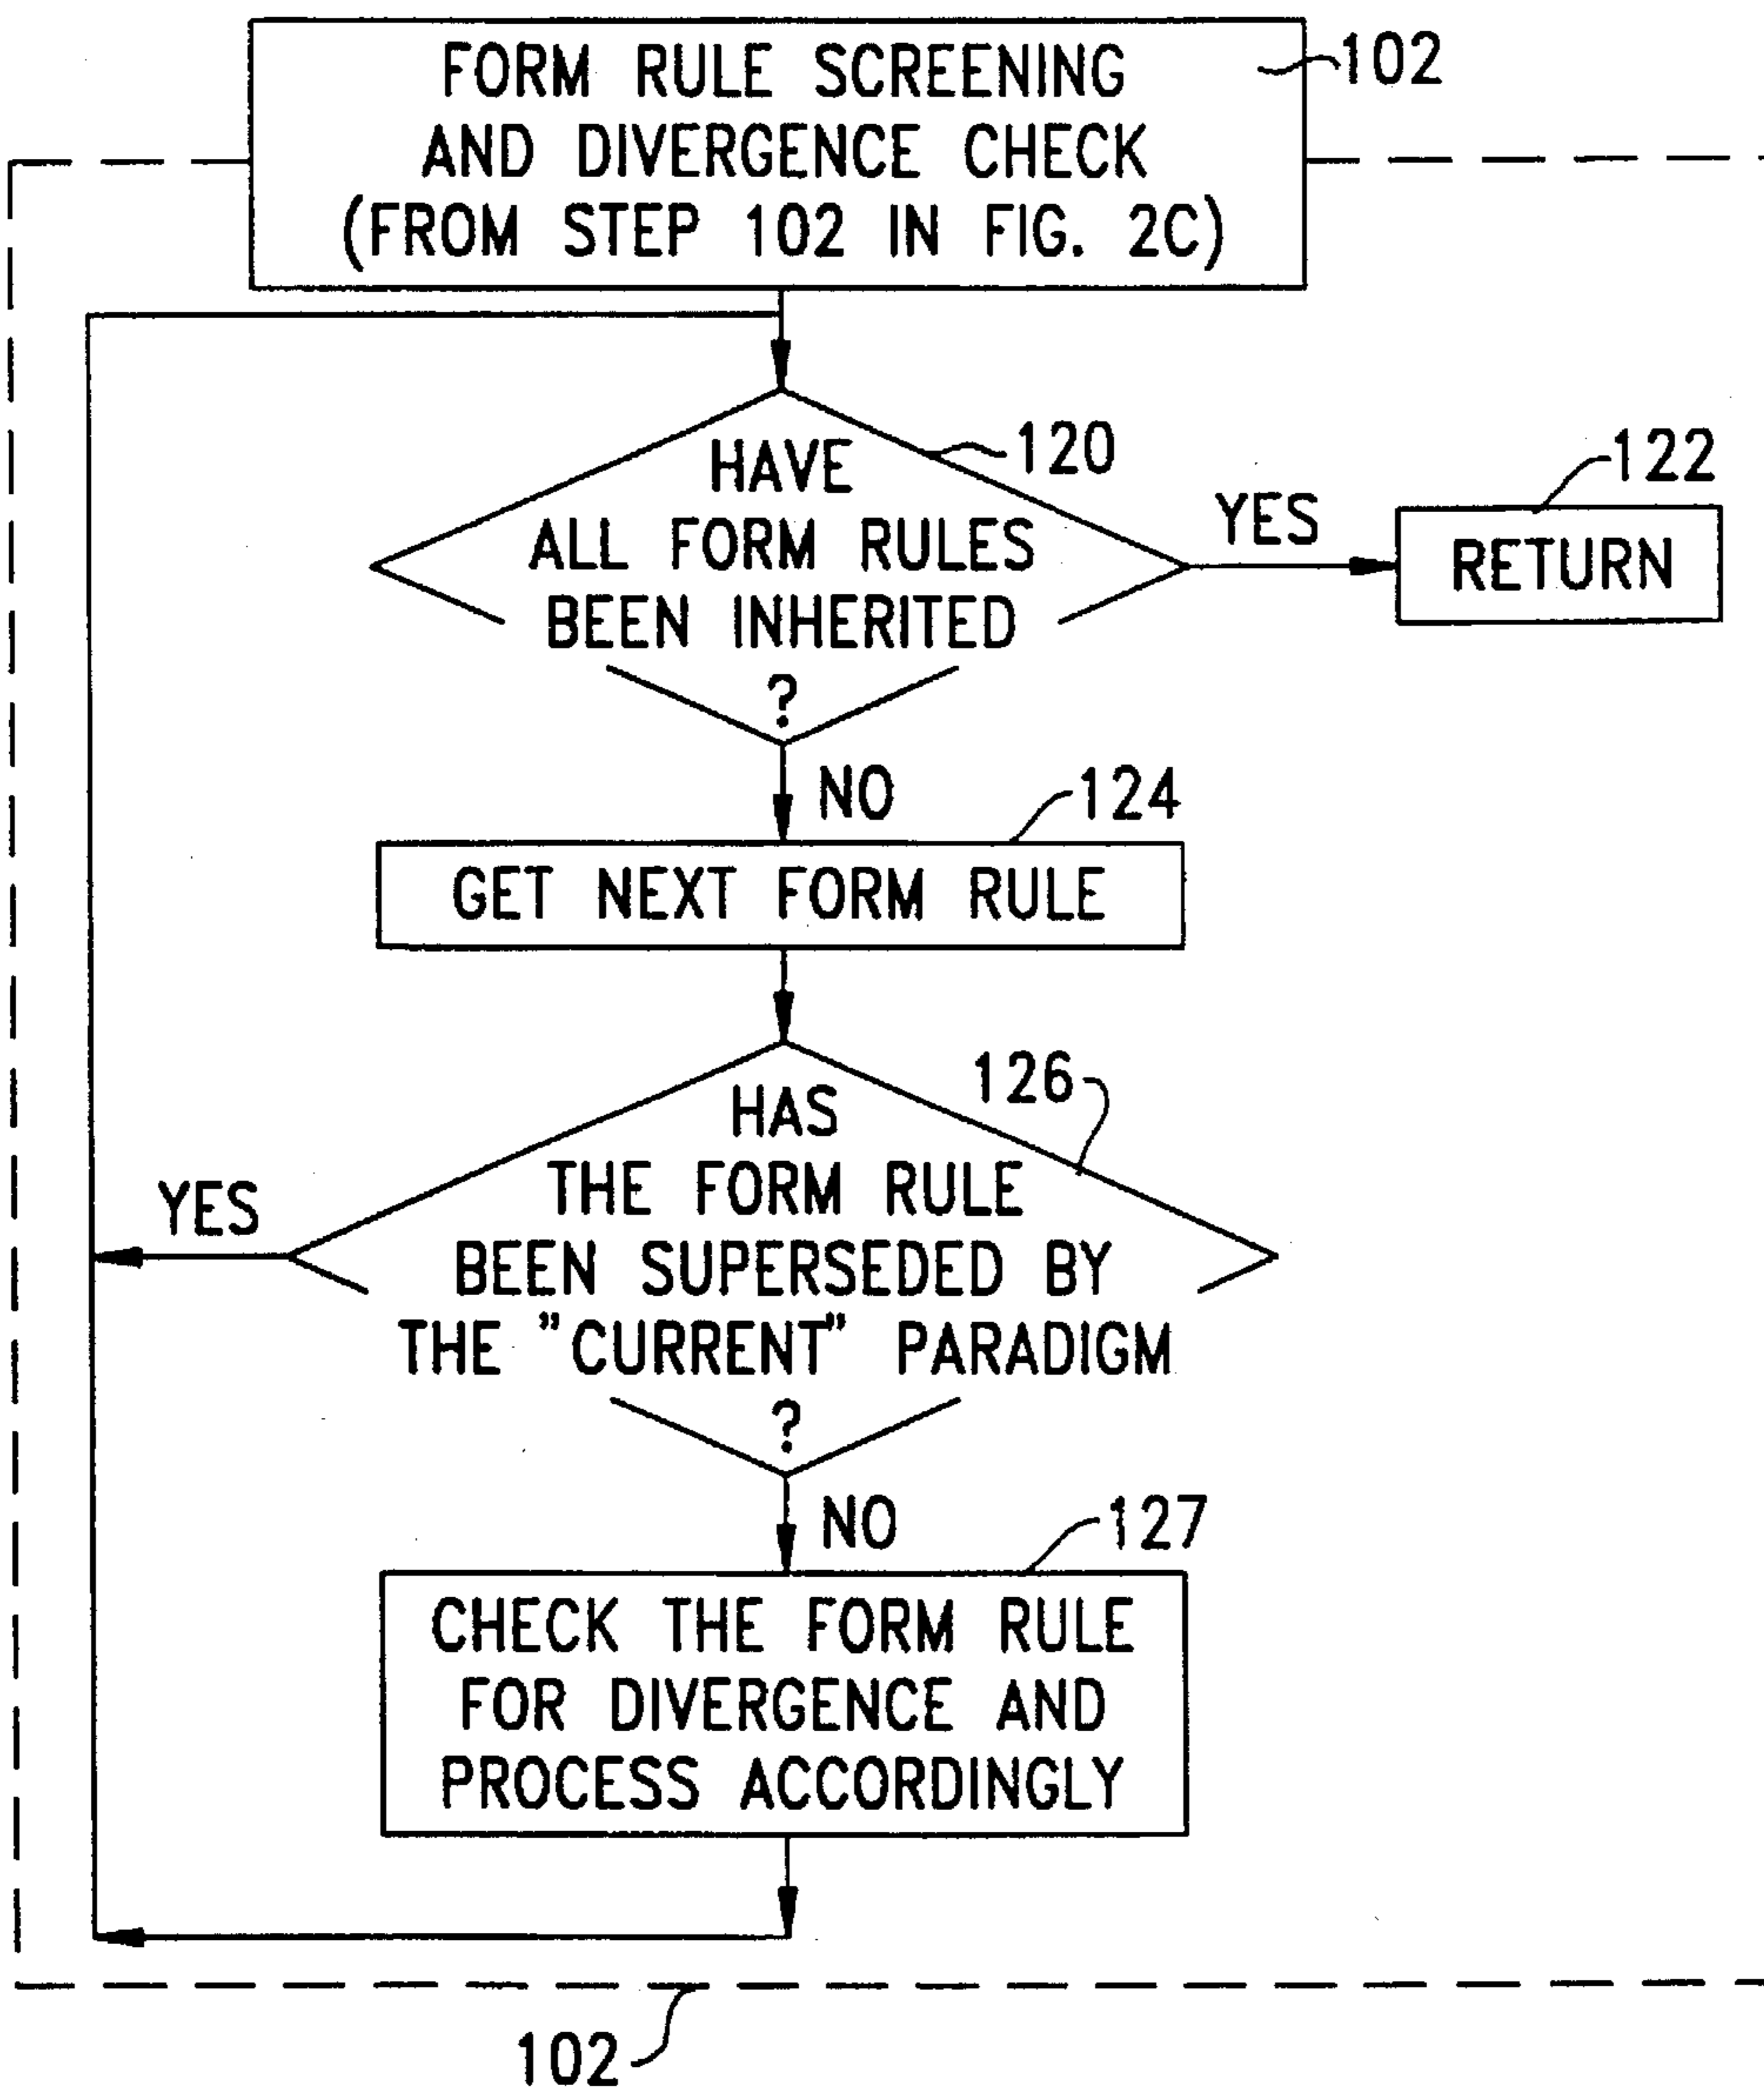 FORM RULE SCREENING
AND DIVERGENCE CHECK
(FROM STEP 102 IN FIG. 2C)
102
HAVE
ALL FORM RULES
BEEN INHERITED
?
120
YES
122
RETURN
NO
124
GET NEXT FORM RULE
126
HAS
THE FORM RULE
BEEN SUPERSEDED BY
THE "CURRENT" PARADIGM
?
YES
NO
127
CHECK THE FORM RULE
FOR DIVERGENCE AND
PROCESS ACCORDINGLY
102